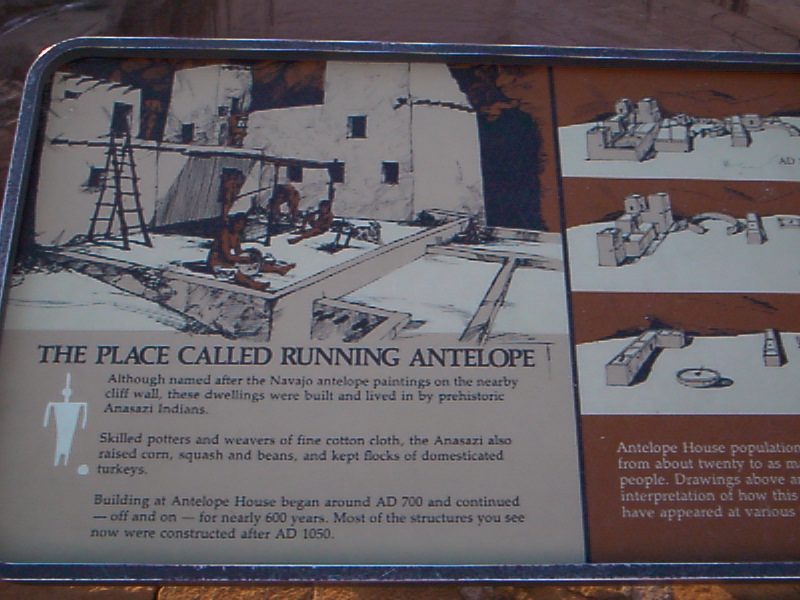 AD
THE PLACE CALLED RUNNING ANTELOPE
Although named after the Navajo antelope paintings on the nearby
cliff wall, these dwellings were built and lived in by prehistoric
Anasazi Indians.
Skilled potters and weavers of fine cotton cloth, the Anasazi also
raised corn, squash and beans, and kept flocks of domesticated
turkeys.
Building at Antelope House began around AD 700 and continued
— off and on — for nearly 600 years. Most of the structures you see
now were constructed after AD 1050.
Antelope House population
from about twenty to as
people. Drawings above
interpretation of how this
have appeared at various